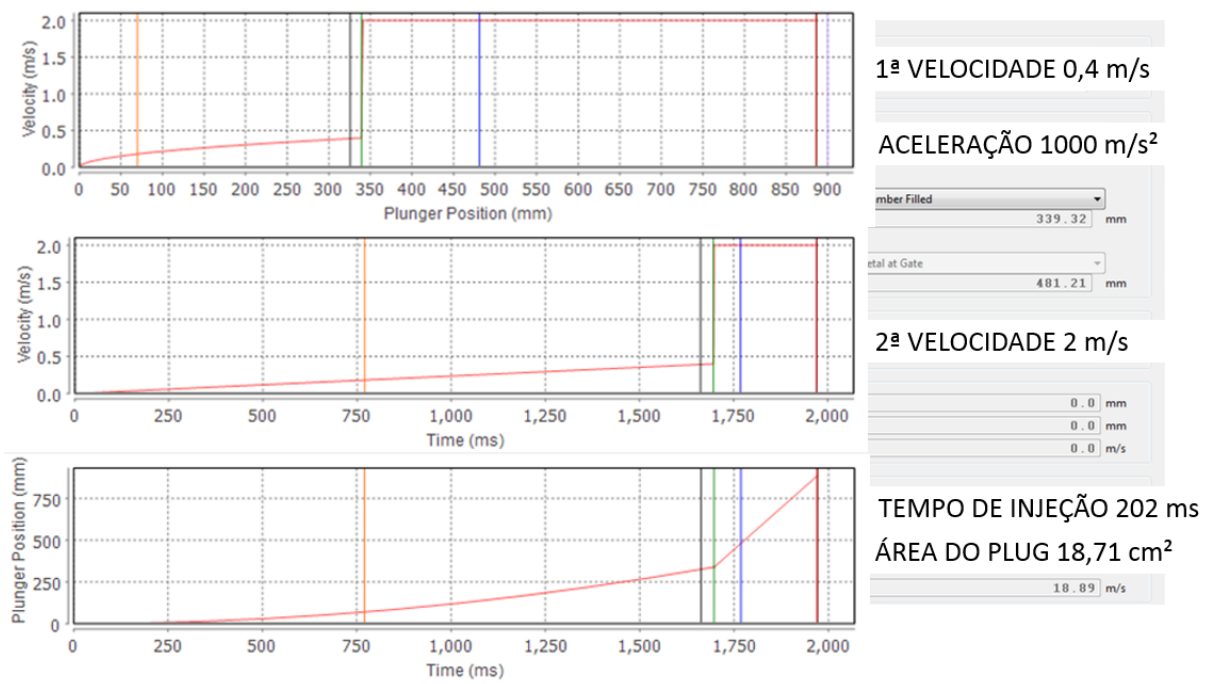 2.0
1.5
1.0
0.5
0.0
Velocity (m/s)
0 50 100 150 200 250 300 350 400 450 500 550 600 650 700 750 800 850 900
Plunger Position (mm)
1ª VELOCIDADE 0,4 m/s
ACELERAÇÃO 1000 m/s²
mber Filled
339.32 mm
etal at Gate
481.21 mm
2.0
1.5
1.0
0.5
0.0
Velocity (m/s)
0 250 500 750 1,000 1,250 1,500 1,750 2,000
Time (ms)
2ª VELOCIDADE 2 m/s
0.0 mm
0.0 mm
0.0 m/s
750
500
250
0
Plunger Position (mm)
0 250 500 750 1,000 1,250 1,500 1,750 2,000
Time (ms)
TEMPO DE INJEÇÃO 202 ms
ÁREA DO PLUG 18,71 cm²
18.89 m/s